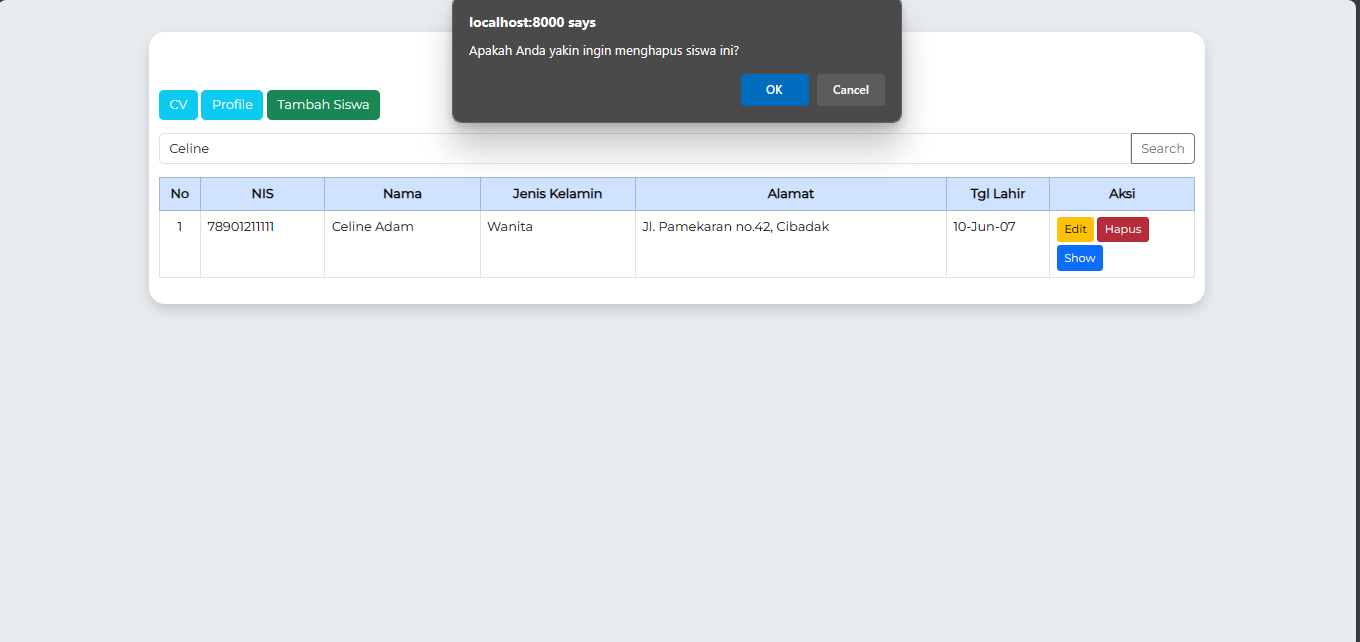 localhost:8000 says
Apakah Anda yakin ingin menghapus siswa ini?
OK Cancel
CV Profile Tambah Siswa
Celine Search
No NIS Nama Jenis Kelamin Alamat Tgl Lahir Aksi
1 78901211111 Celine Adam Wanita Jl. Pamekaran no.42, Cibadak 10-Jun-07 Edit Hapus
Show